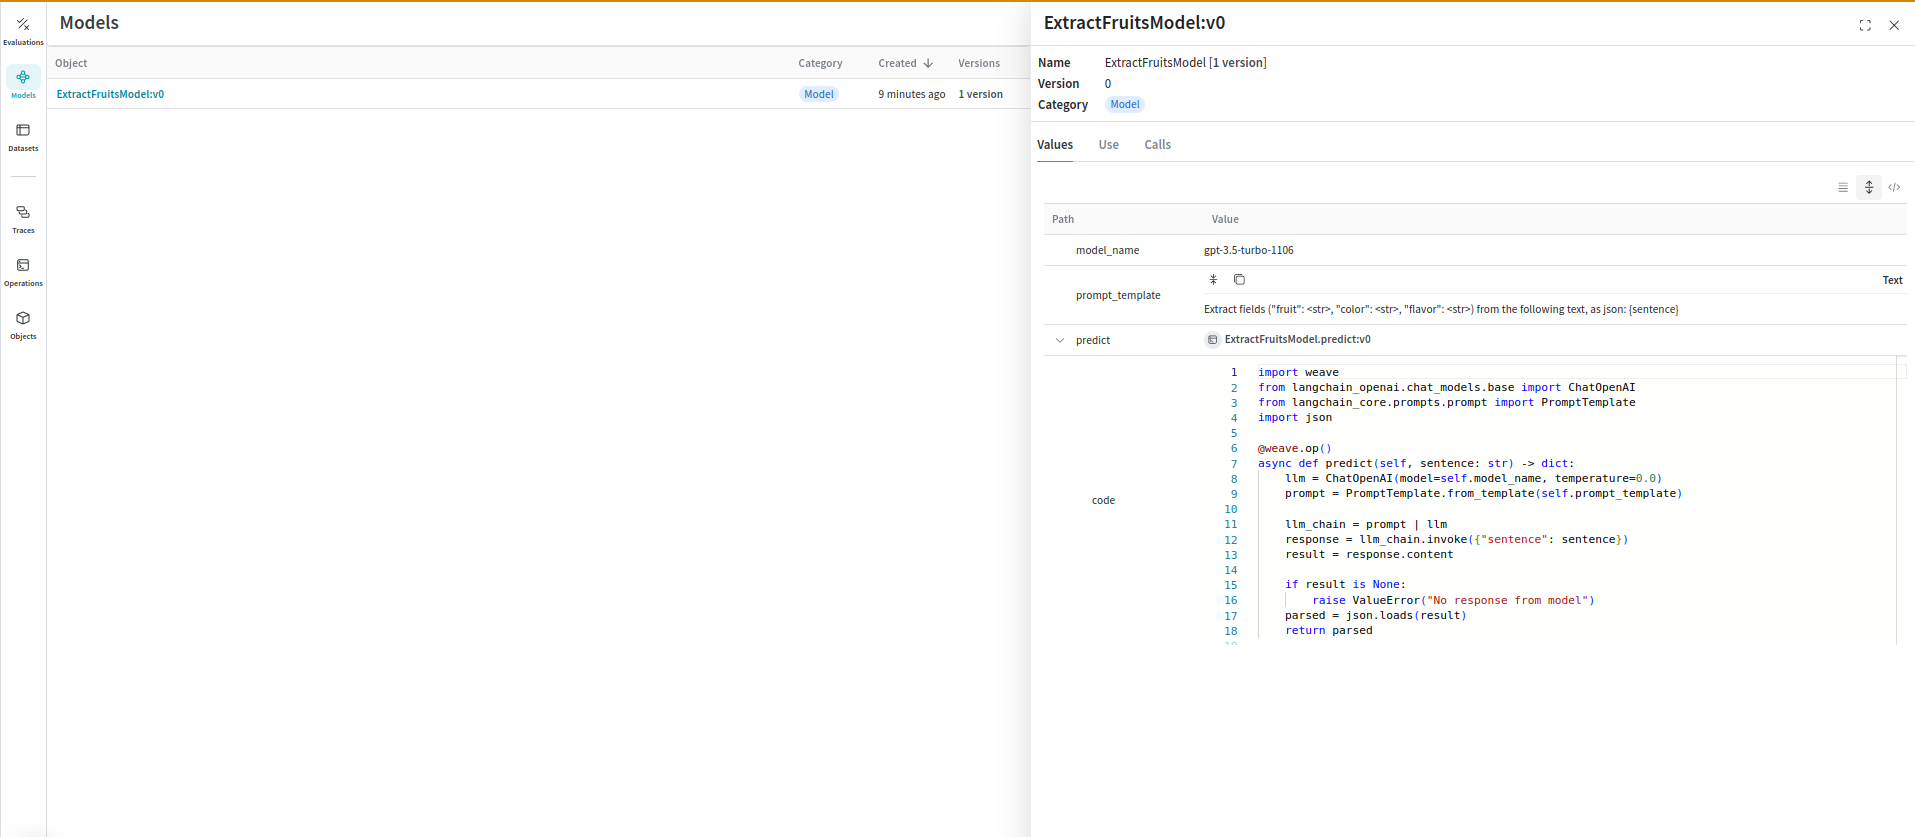 Evaluations
Models
Datasets
Traces
Operations
Objects
Models
Object Category Created Versions
ExtractFruitsModel:v0 Model 9 minutes ago 1 version
ExtractFruitsModel:v0
Name ExtractFruitsModel [1 version]
Version 0
Category Model
Values Use Calls
Path Value
model_name gpt-3.5-turbo-1106
Text
prompt_template
Extract fields ("fruit": <str>, "color": <str>, "flavor": <str>) from the following text, as json: {sentence}
predict ExtractFruitsModel.predict:v0
code
1 import weave
2 from langchain_openai.chat_models.base import ChatOpenAI
3 from langchain_core.prompts.prompt import PromptTemplate
4 import json
5
6 @weave.op()
7 async def predict(self, sentence: str) -> dict:
8     llm = ChatOpenAI(model=self.model_name, temperature=0.0)
9     prompt = PromptTemplate.from_template(self.prompt_template)
10
11     llm_chain = prompt | llm
12     response = llm_chain.invoke({"sentence": sentence})
13     result = response.content
14
15     if result is None:
16         raise ValueError("No response from model")
17     parsed = json.loads(result)
18     return parsed